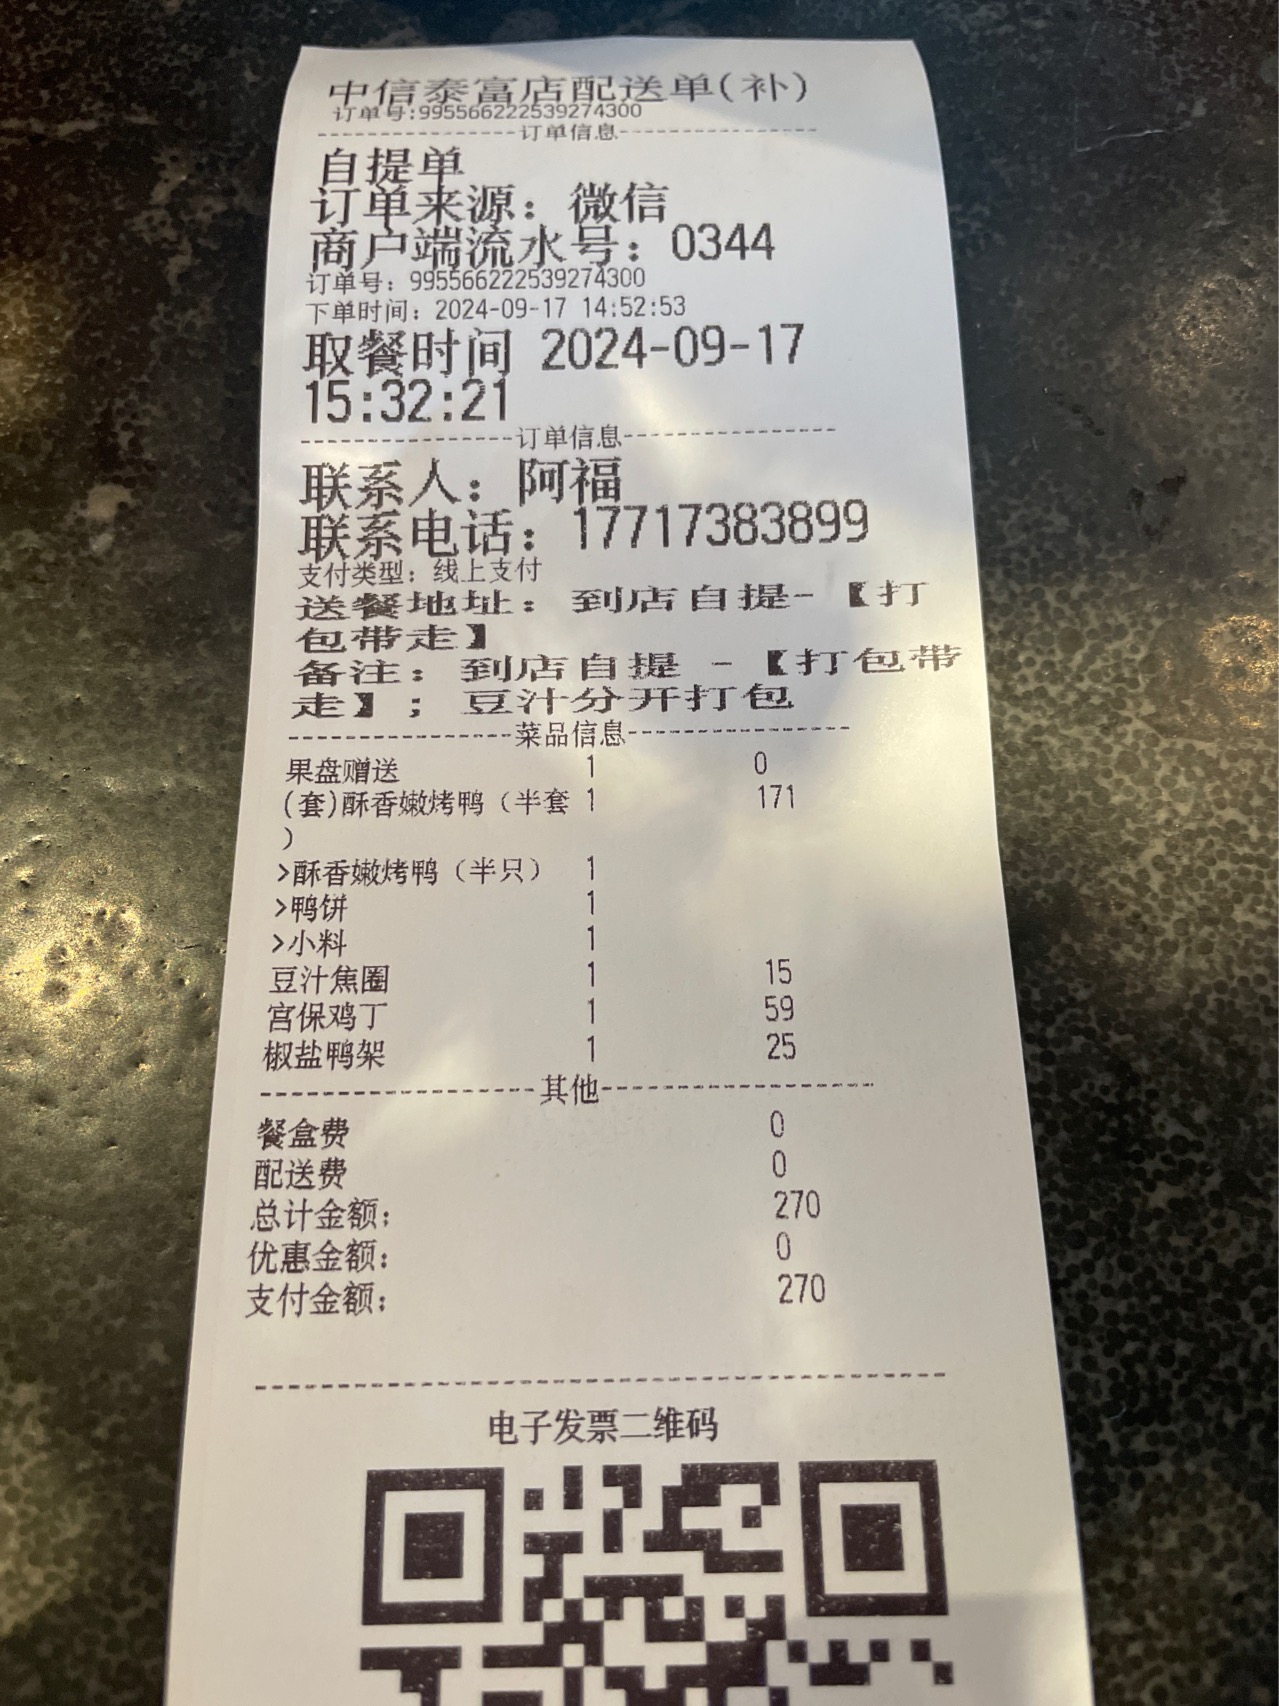 中信泰富店配送单(补)
订单号:995566222539274300
----------------订单信息----------------
自提单
订单来源：微信
商户端流水号：0344
订单号：995566222539274300
下单时间：2024-09-17 14:52:53
取餐时间 2024-09-17
15:32:21
----------------订单信息----------------
联系人：阿福
联系电话：17717383899
支付类型：线上支付
送餐地址：到店自提-【打
包带走】
备注：到店自提 -【打包带
走】；豆汁分开打包
----------------菜品信息----------------
果盘赠送 1 0
(套)酥香嫩烤鸭（半套 1 171
）
>酥香嫩烤鸭（半只） 1
>鸭饼 1
>小料 1
豆汁焦圈 1 15
宫保鸡丁 1 59
椒盐鸭架 1 25
------------------其他------------------
餐盒费 0
配送费 0
总计金额： 270
优惠金额： 0
支付金额： 270
----------------------------------------
电子发票二维码